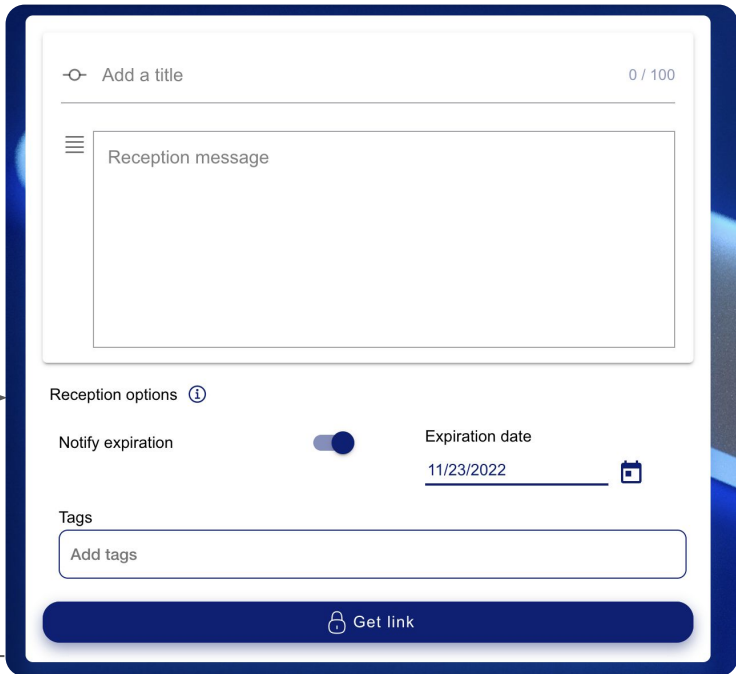 Add a title 0 / 100
Reception message
Reception options
Notify expiration
Expiration date
11/23/2022
Tags
Add tags
Get link